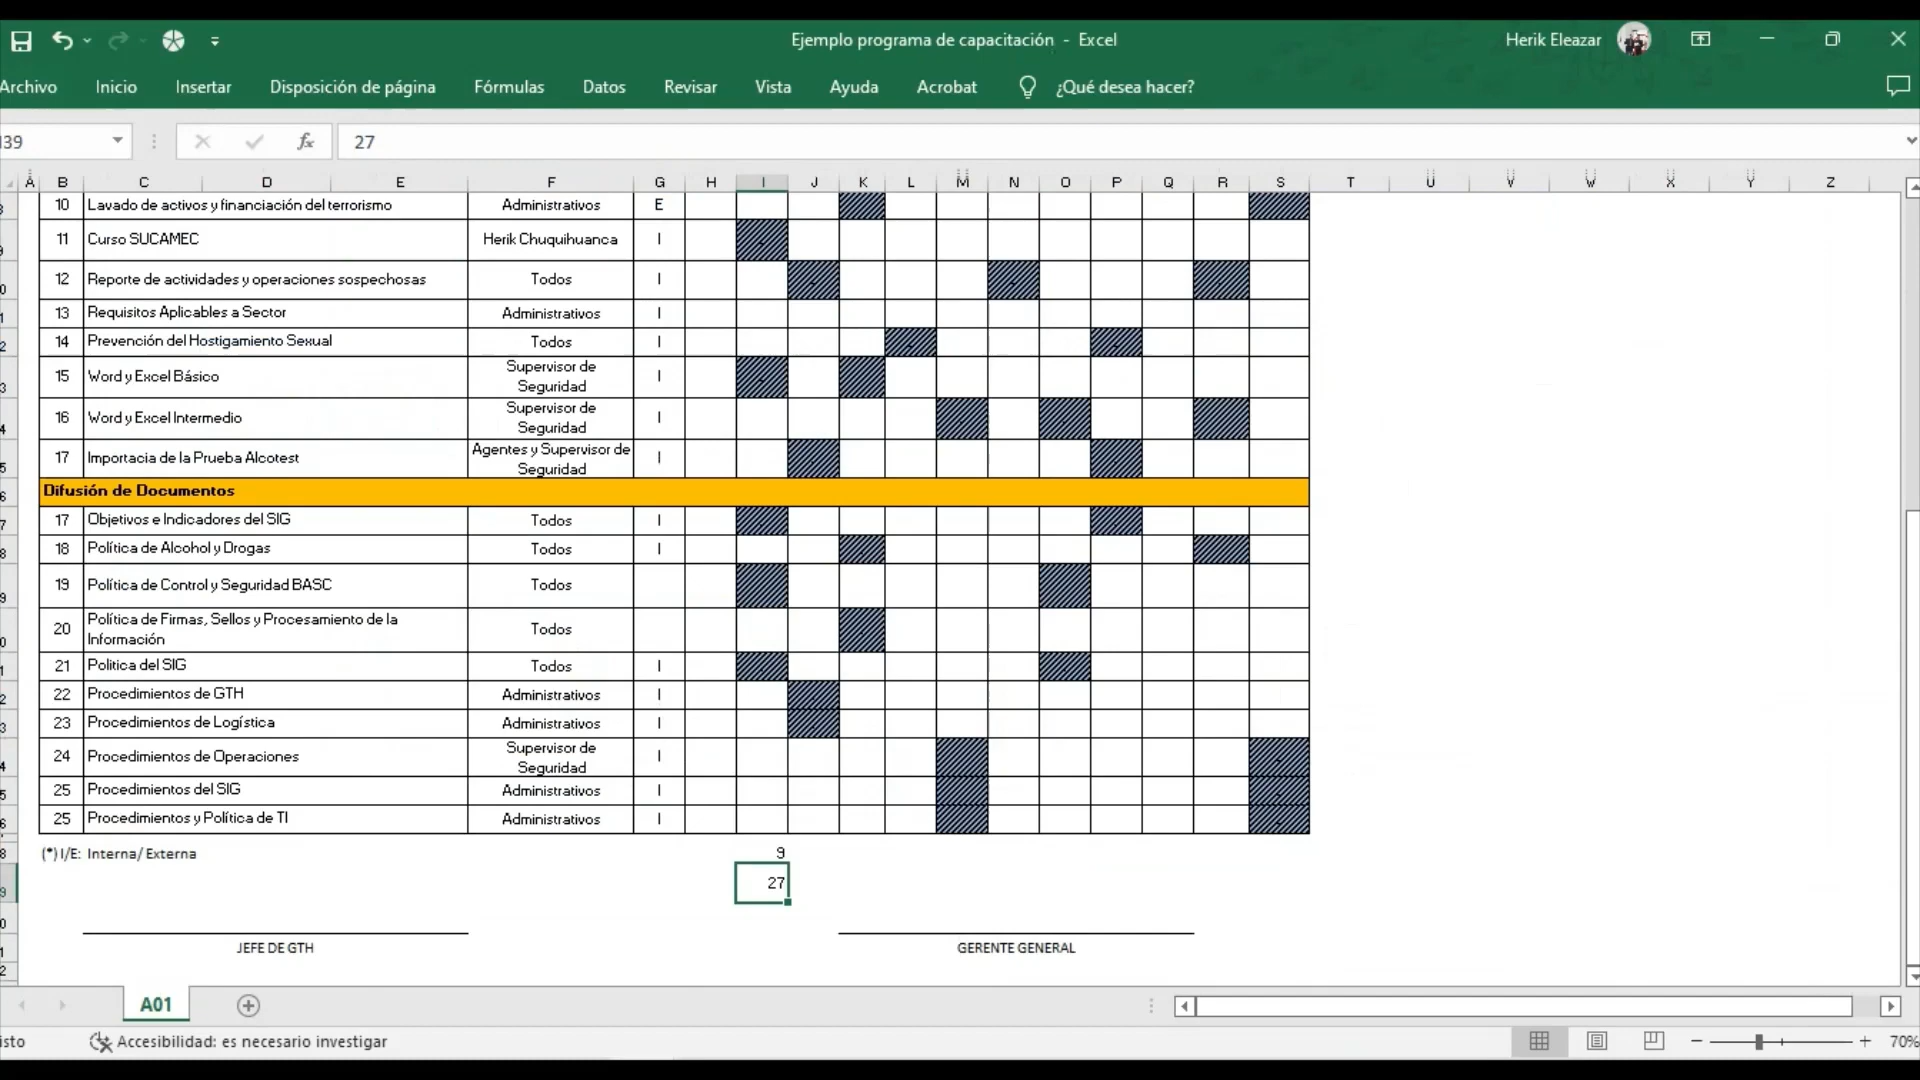 Ejemplo programa de capacitación - Excel
Herik Eleazar
Archivo Inicio Insertar Disposición de página Fórmulas Datos Revisar Vista Ayuda Acrobat ¿Qué desea hacer?
I39 fx 27
A B C D E F G H I J K L M N O P Q R S T U V W X Y Z
10 Lavado de activos y financiación del terrorismo Administrativos E
11 Curso SUCAMEC Herik Chuquihuanca I
12 Reporte de actividades y operaciones sospechosas Todos I
13 Requisitos Aplicables a Sector Administrativos I
14 Prevención del Hostigamiento Sexual Todos I
15 Word y Excel Básico Supervisor de Seguridad I
16 Word y Excel Intermedio Supervisor de Seguridad I
17 Importacia de la Prueba Alcotest Agentes y Supervisor de Seguridad I
Difusión de Documentos
17 Objetivos e Indicadores del SIG Todos I
18 Política de Alcohol y Drogas Todos I
19 Política de Control y Seguridad BASC Todos
20 Política de Firmas, Sellos y Procesamiento de la Información Todos
21 Politica del SIG Todos I
22 Procedimientos de GTH Administrativos I
23 Procedimientos de Logística Administrativos I
24 Procedimientos de Operaciones Supervisor de Seguridad I
25 Procedimientos del SIG Administrativos I
25 Procedimientos y Política de TI Administrativos I
(*) I/E: Interna/ Externa 9
27
JEFE DE GTH GERENTE GENERAL
A01
isto Accesibilidad: es necesario investigar 70%